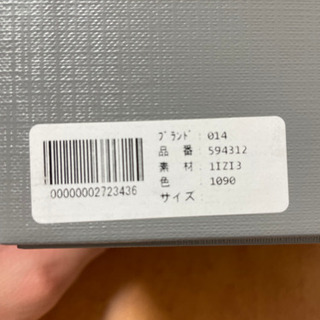 ﾌﾞﾗﾝﾄﾞ : 014
品 番 : 594312
素 材 : 1IZI3
色 : 1090
サイズ :
00000002723436